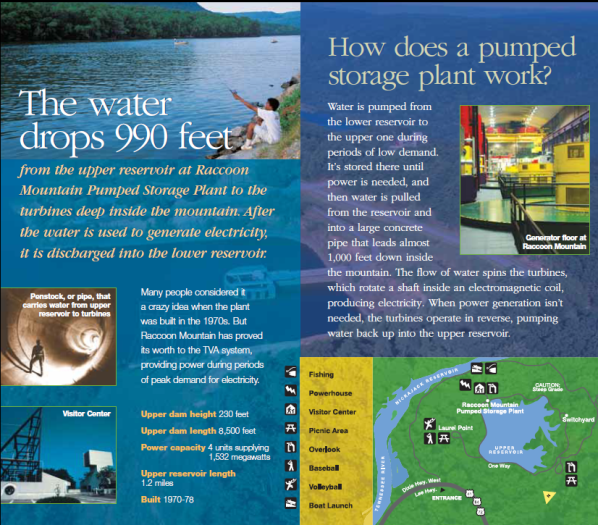 The water
drops 990 feet
from the upper reservoir at Raccoon
Mountain Pumped Storage Plant to the
turbines deep inside the mountain. After
the water is used to generate electricity,
it is discharged into the lower reservoir.
Penstock, or pipe, that
carries water from upper
reservoir to turbines
Many people considered it
a crazy idea when the plant
was built in the 1970s. But
Raccoon Mountain has proved
its worth to the TVA system,
providing power during periods
of peak demand for electricity.
Visitor Center
Upper dam height 230 feet
Upper dam length 8,500 feet
Power capacity 4 units supplying
1,532 megawatts
Upper reservoir length
1.2 miles
Built 1970-78
How does a pumped
storage plant work?
Water is pumped from
the lower reservoir to
the upper one during
periods of low demand.
It's stored there until
power is needed, and
then water is pulled
from the reservoir and
into a large concrete
pipe that leads almost
1,000 feet down inside
the mountain. The flow of water spins the turbines,
which rotate a shaft inside an electromagnetic coil,
producing electricity. When power generation isn't
needed, the turbines operate in reverse, pumping
water back up into the upper reservoir.
Generator floor at
Raccoon Mountain
Fishing
Powerhouse
Visitor Center
Picnic Area
Overlook
Baseball
Volleyball
Boat Launch
NICKAJACK RESERVOIR
CAUTION:
Steep Grade
Raccoon Mountain
Pumped Storage Plant
Switchyard
Laurel Point
UPPER
RESERVOIR
One Way
TENNESSEE RIVER
Dixie Hwy. West
Lee Hwy.
ENTRANCE